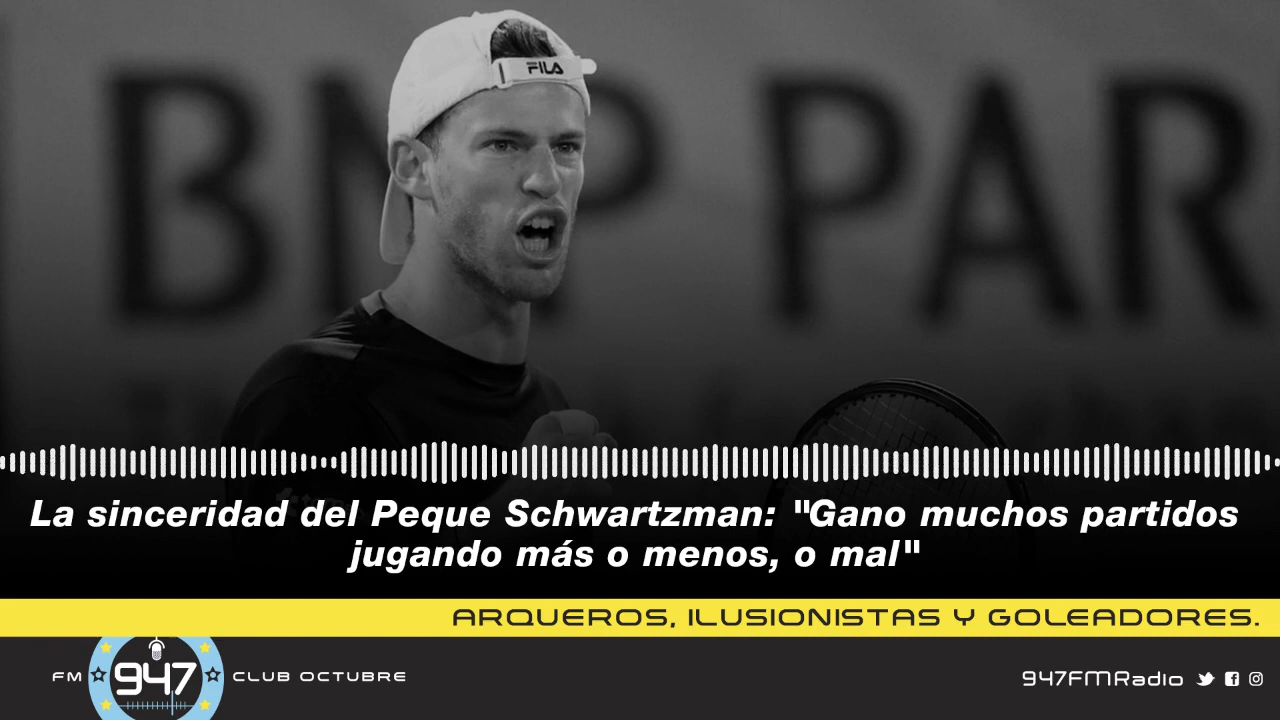 FILA
BNP PAR
La sinceridad del Peque Schwartzman: "Gano muchos partidos
jugando más o menos, o mal"
ARQUEROS, ILUSIONISTAS Y GOLEADORES.
FM 947 CLUB OCTUBRE
947FMRadio